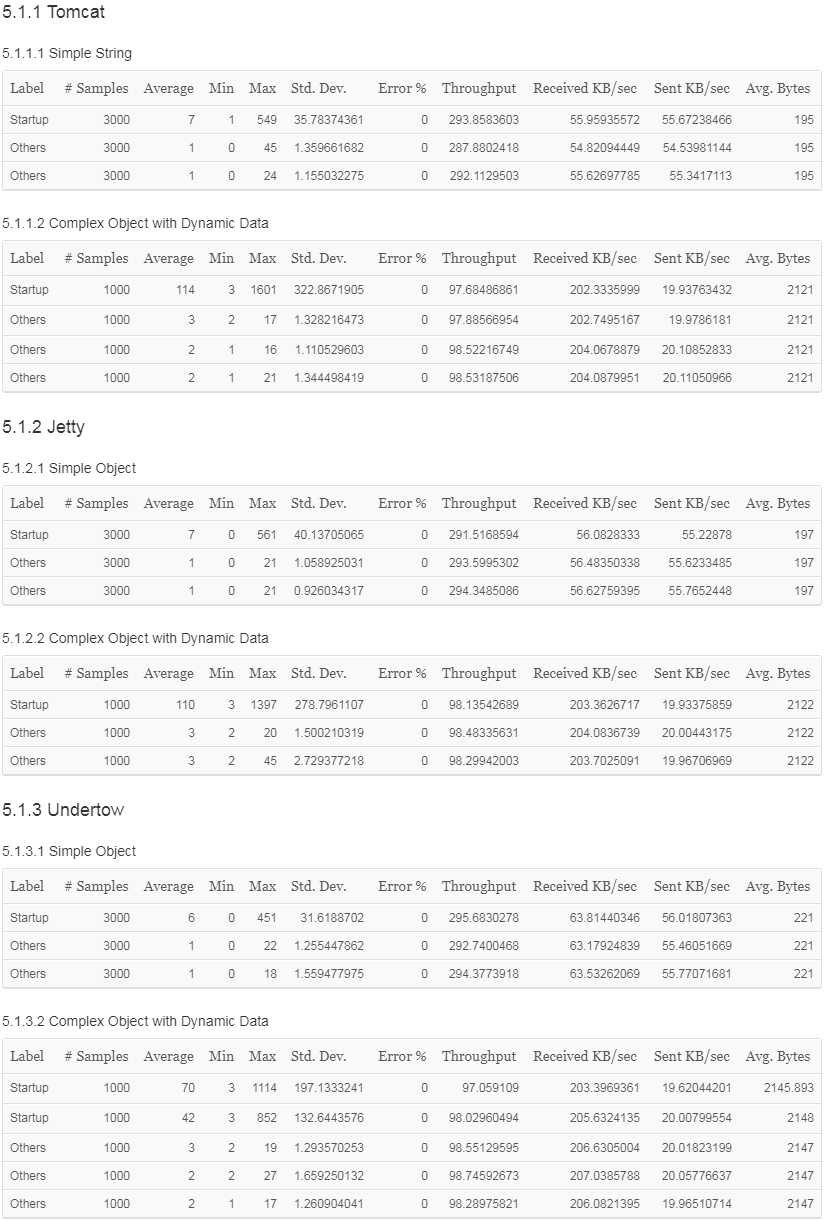 5.1.1 Tomcat
5.1.1.1 Simple String
Label # Samples Average Min Max Std. Dev. Error % Throughput Received KB/sec Sent KB/sec Avg. Bytes
Startup 3000 7 1 549 35.78374361 0 293.8583603 55.95935572 55.67238466 195
Others 3000 1 0 45 1.359661682 0 287.8802418 54.82094449 54.53981144 195
Others 3000 1 0 24 1.155032275 0 292.1129503 55.62697785 55.3417113 195
5.1.1.2 Complex Object with Dynamic Data
Label # Samples Average Min Max Std. Dev. Error % Throughput Received KB/sec Sent KB/sec Avg. Bytes
Startup 1000 114 3 1601 322.8671905 0 97.68486861 202.3335999 19.93763432 2121
Others 1000 3 2 17 1.328216473 0 97.88566954 202.7495167 19.9786181 2121
Others 1000 2 1 16 1.110529603 0 98.52216749 204.0678879 20.10852833 2121
Others 1000 2 1 21 1.344498419 0 98.53187506 204.0879951 20.11050966 2121
5.1.2 Jetty
5.1.2.1 Simple Object
Label # Samples Average Min Max Std. Dev. Error % Throughput Received KB/sec Sent KB/sec Avg. Bytes
Startup 3000 7 0 561 40.13705065 0 291.5168594 56.0828333 55.22878 197
Others 3000 1 0 21 1.058925031 0 293.5995302 56.48350338 55.6233485 197
Others 3000 1 0 21 0.926034317 0 294.3485086 56.62759395 55.7652448 197
5.1.2.2 Complex Object with Dynamic Data
Label # Samples Average Min Max Std. Dev. Error % Throughput Received KB/sec Sent KB/sec Avg. Bytes
Startup 1000 110 3 1397 278.7961107 0 98.13542689 203.3626717 19.93375859 2122
Others 1000 3 2 20 1.500210319 0 98.48335631 204.0836739 20.00443175 2122
Others 1000 3 2 45 2.729377218 0 98.29942003 203.7025091 19.96706969 2122
5.1.3 Undertow
5.1.3.1 Simple Object
Label # Samples Average Min Max Std. Dev. Error % Throughput Received KB/sec Sent KB/sec Avg. Bytes
Startup 3000 6 0 451 31.6188702 0 295.6830278 63.81440346 56.01807363 221
Others 3000 1 0 22 1.255447862 0 292.7400468 63.17924839 55.46051669 221
Others 3000 1 0 18 1.559477975 0 294.3773918 63.53262069 55.77071681 221
5.1.3.2 Complex Object with Dynamic Data
Label # Samples Average Min Max Std. Dev. Error % Throughput Received KB/sec Sent KB/sec Avg. Bytes
Startup 1000 70 3 1114 197.1333241 0 97.059109 203.3969361 19.62044201 2145.893
Startup 1000 42 3 852 132.6443576 0 98.02960494 205.6324135 20.00799554 2148
Others 1000 3 2 19 1.293570253 0 98.55129595 206.6305004 20.01823199 2147
Others 1000 2 2 27 1.659250132 0 98.74592673 207.0385788 20.05776637 2147
Others 1000 2 1 17 1.260904041 0 98.28975821 206.0821395 19.96510714 2147